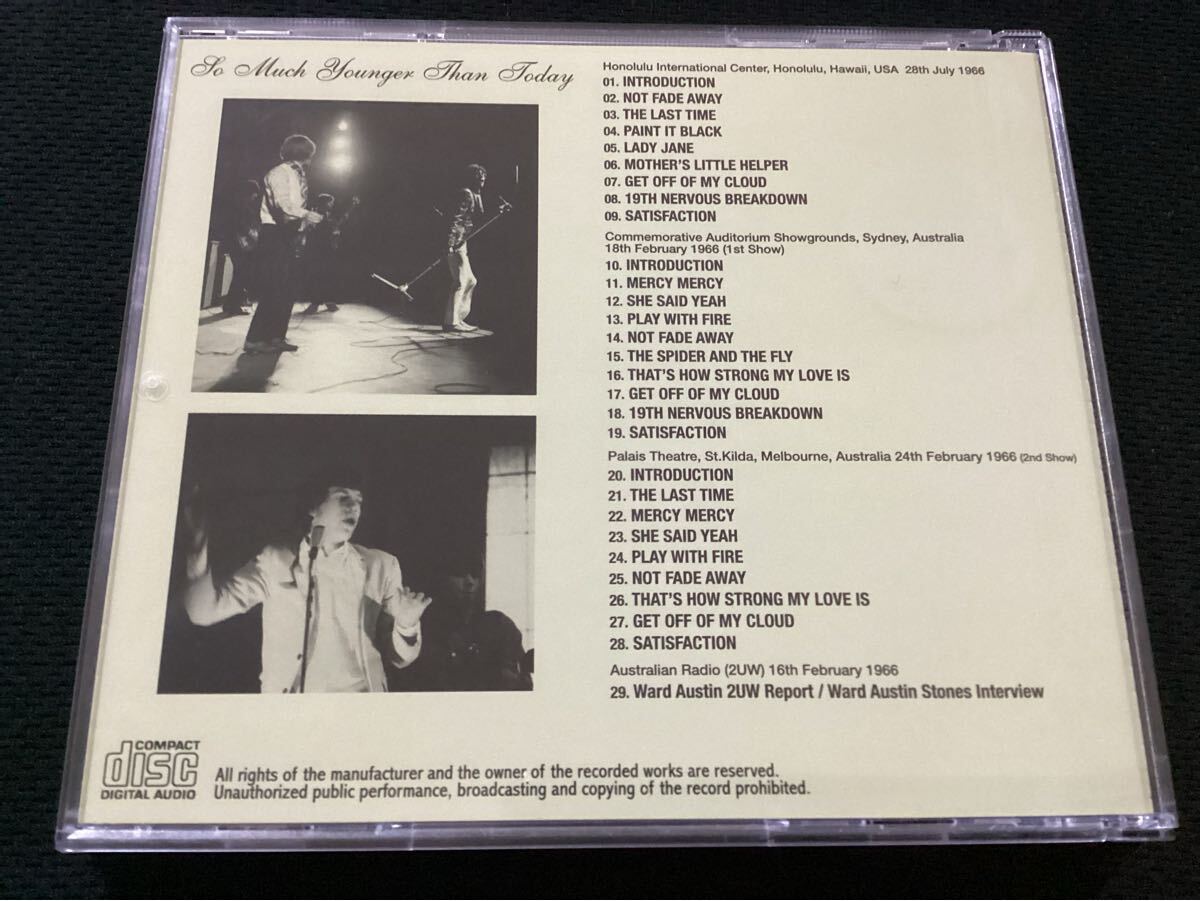 So Much Younger Than Today
Honolulu International Center, Honolulu, Hawaii, USA 28th July 1966
01. INTRODUCTION
02. NOT FADE AWAY
03. THE LAST TIME
04. PAINT IT BLACK
05. LADY JANE
06. MOTHER'S LITTLE HELPER
07. GET OFF OF MY CLOUD
08. 19TH NERVOUS BREAKDOWN
09. SATISFACTION
Commemorative Auditorium Showgrounds, Sydney, Australia
18th February 1966 (1st Show)
10. INTRODUCTION
11. MERCY MERCY
12. SHE SAID YEAH
13. PLAY WITH FIRE
14. NOT FADE AWAY
15. THE SPIDER AND THE FLY
16. THAT'S HOW STRONG MY LOVE IS
17. GET OFF OF MY CLOUD
18. 19TH NERVOUS BREAKDOWN
19. SATISFACTION
Palais Theatre, St.Kilda, Melbourne, Australia 24th February 1966 (2nd Show)
20. INTRODUCTION
21. THE LAST TIME
22. MERCY MERCY
23. SHE SAID YEAH
24. PLAY WITH FIRE
25. NOT FADE AWAY
26. THAT'S HOW STRONG MY LOVE IS
27. GET OFF OF MY CLOUD
28. SATISFACTION
Australian Radio (2UW) 16th February 1966
29. Ward Austin 2UW Report / Ward Austin Stones Interview
COMPACT
disc
DIGITAL AUDIO
All rights of the manufacturer and the owner of the recorded works are reserved.
Unauthorized public performance, broadcasting and copying of the record prohibited.